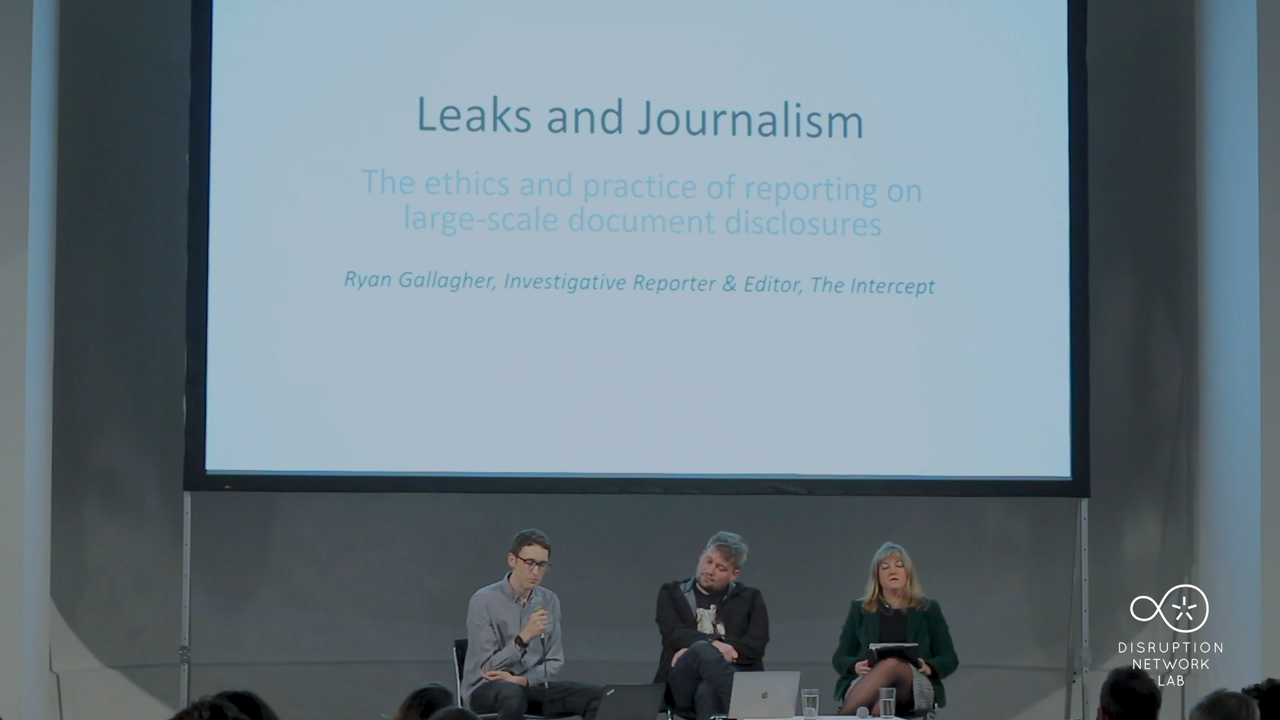 Leaks and Journalism
The ethics and practice of reporting on
large-scale document disclosures
Ryan Gallagher, Investigative Reporter & Editor, The Intercept
DISRUPTION
NETWORK
LAB